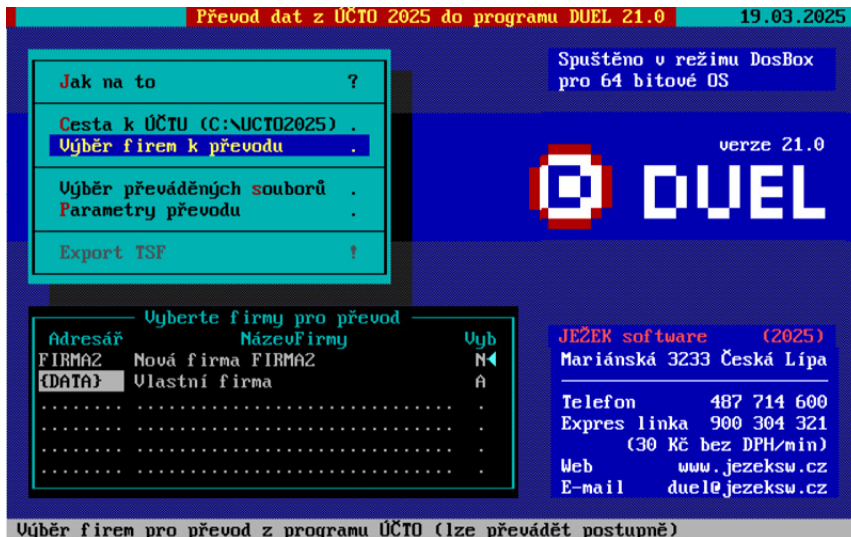 Převod dat z ÚČTO 2025 do programu DUEL 21.0 19.03.2025
Jak na to ?
Cesta k ÚČTU (C:\UCTO2025) .
Výběr firem k převodu .
Výběr převáděných souborů .
Parametry převodu .
Export TSF !
Spuštěno v režimu DosBox
pro 64 bitové OS
verze 21.0
DUEL
Vyberte firmy pro převod
Adresář NázevFirmy Vyb
FIRMA2 Nová firma FIRMA2 N
{DATA} Vlastní firma A
........ ............................... .
........ ............................... .
........ ............................... .
........ ............................... .
JEŽEK software (2025)
Mariánská 3233 Česká Lípa
Telefon 487 714 600
Expres linka 900 304 321
(30 Kč bez DPH/min)
Web www.jezeksw.cz
E-mail duel@jezeksw.cz
Výběr firem pro převod z programu ÚČTO (lze převádět postupně)